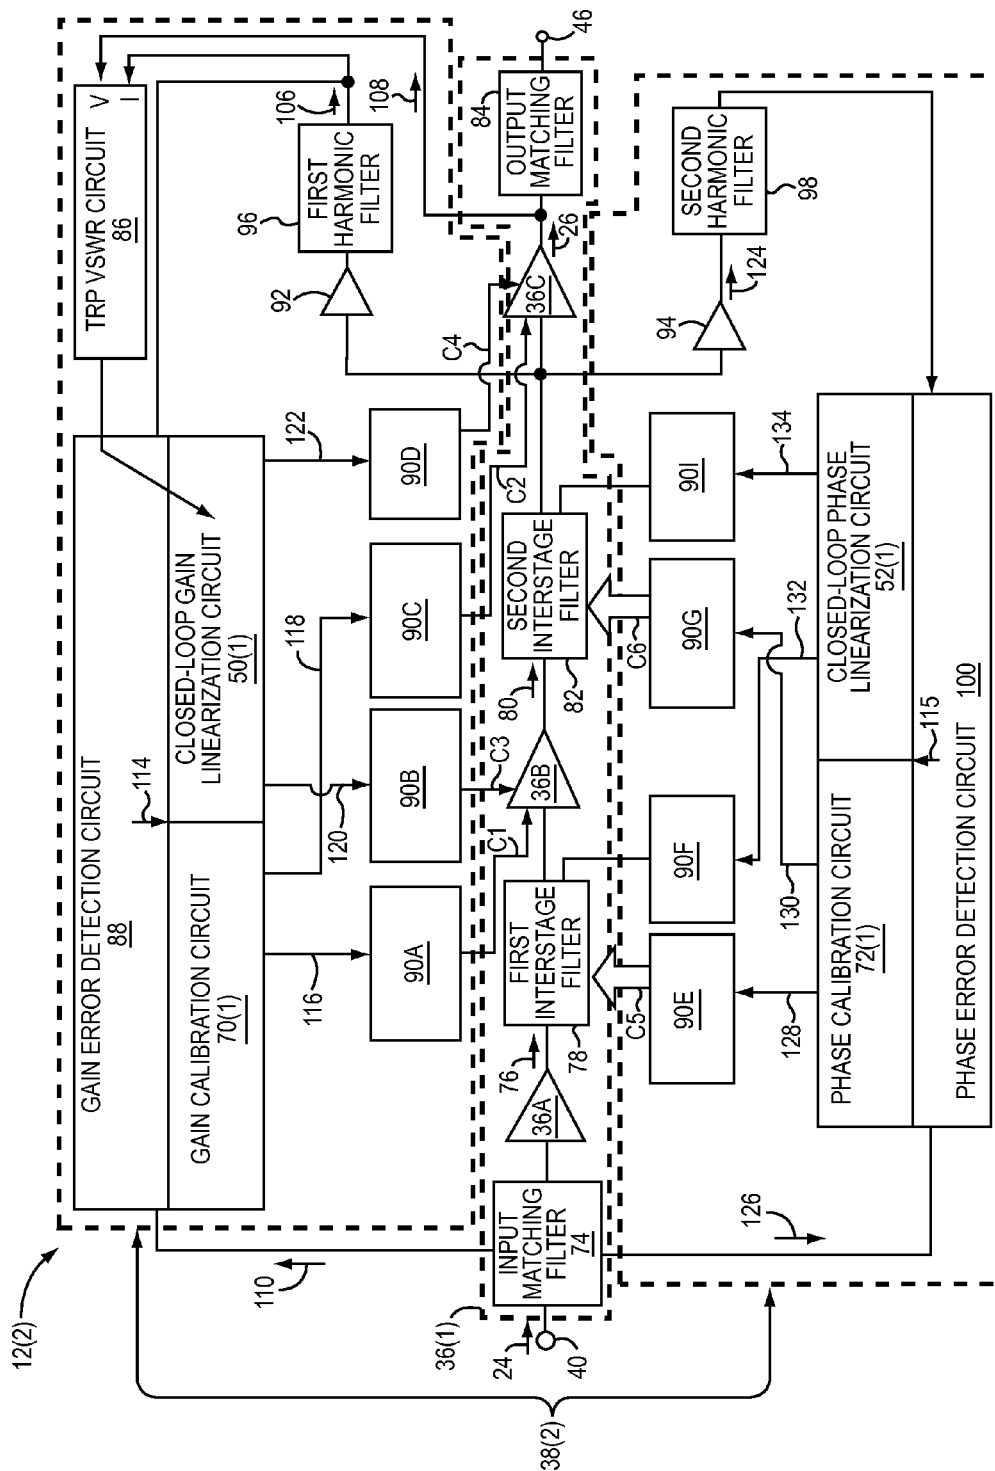 12(2)
38(2)
GAIN ERROR DETECTION CIRCUIT
88
TRP VSWR CIRCUIT
86
V
I
GAIN CALIBRATION CIRCUIT
70(1)
114
CLOSED-LOOP GAIN
LINEARIZATION CIRCUIT
50(1)
110
116
120
118
122
90A
90B
90C
90D
92
96
FIRST
HARMONIC
FILTER
106
108
36(1)
24
40
INPUT
MATCHING
FILTER
74
36A
76
FIRST
INTERSTAGE
FILTER
78
C1
C3
36B
80
SECOND
INTERSTAGE
FILTER
82
C2
C4
36C
26
84
OUTPUT
MATCHING
FILTER
46
C5
C6
90E
90F
90G
90I
94
124
SECOND
HARMONIC
FILTER
98
126
128
130
132
134
PHASE CALIBRATION CIRCUIT
72(1)
CLOSED-LOOP PHASE
LINEARIZATION CIRCUIT
52(1)
115
PHASE ERROR DETECTION CIRCUIT
100